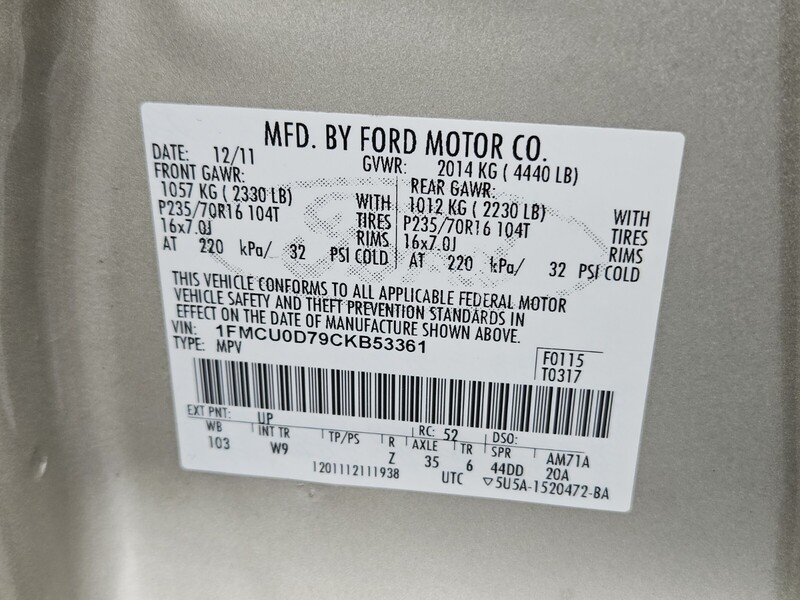 MFD. BY FORD MOTOR CO.
DATE: 12/11 GVWR: 2014 KG ( 4440 LB)
FRONT GAWR: REAR GAWR:
1057 KG ( 2330 LB) WITH 1012 KG ( 2230 LB) WITH
P235/70R16 104T TIRES P235/70R16 104T TIRES
16x7.0J RIMS 16x7.0J RIMS
AT 220 kPa/ 32 PSI COLD AT 220 kPa/ 32 PSI COLD
THIS VEHICLE CONFORMS TO ALL APPLICABLE FEDERAL MOTOR
VEHICLE SAFETY AND THEFT PREVENTION STANDARDS IN
EFFECT ON THE DATE OF MANUFACTURE SHOWN ABOVE.
VIN: 1FMCU0D79CKB53361
TYPE: MPV
F0115
T0317
EXT PNT: UP RC: 52 DSO:
WB INT TR TP/PS R AXLE TR SPR AM71A
103 W9 Z 35 6 44DD 20A
1201112111938 UTC ▽5U5A-1520472-BA